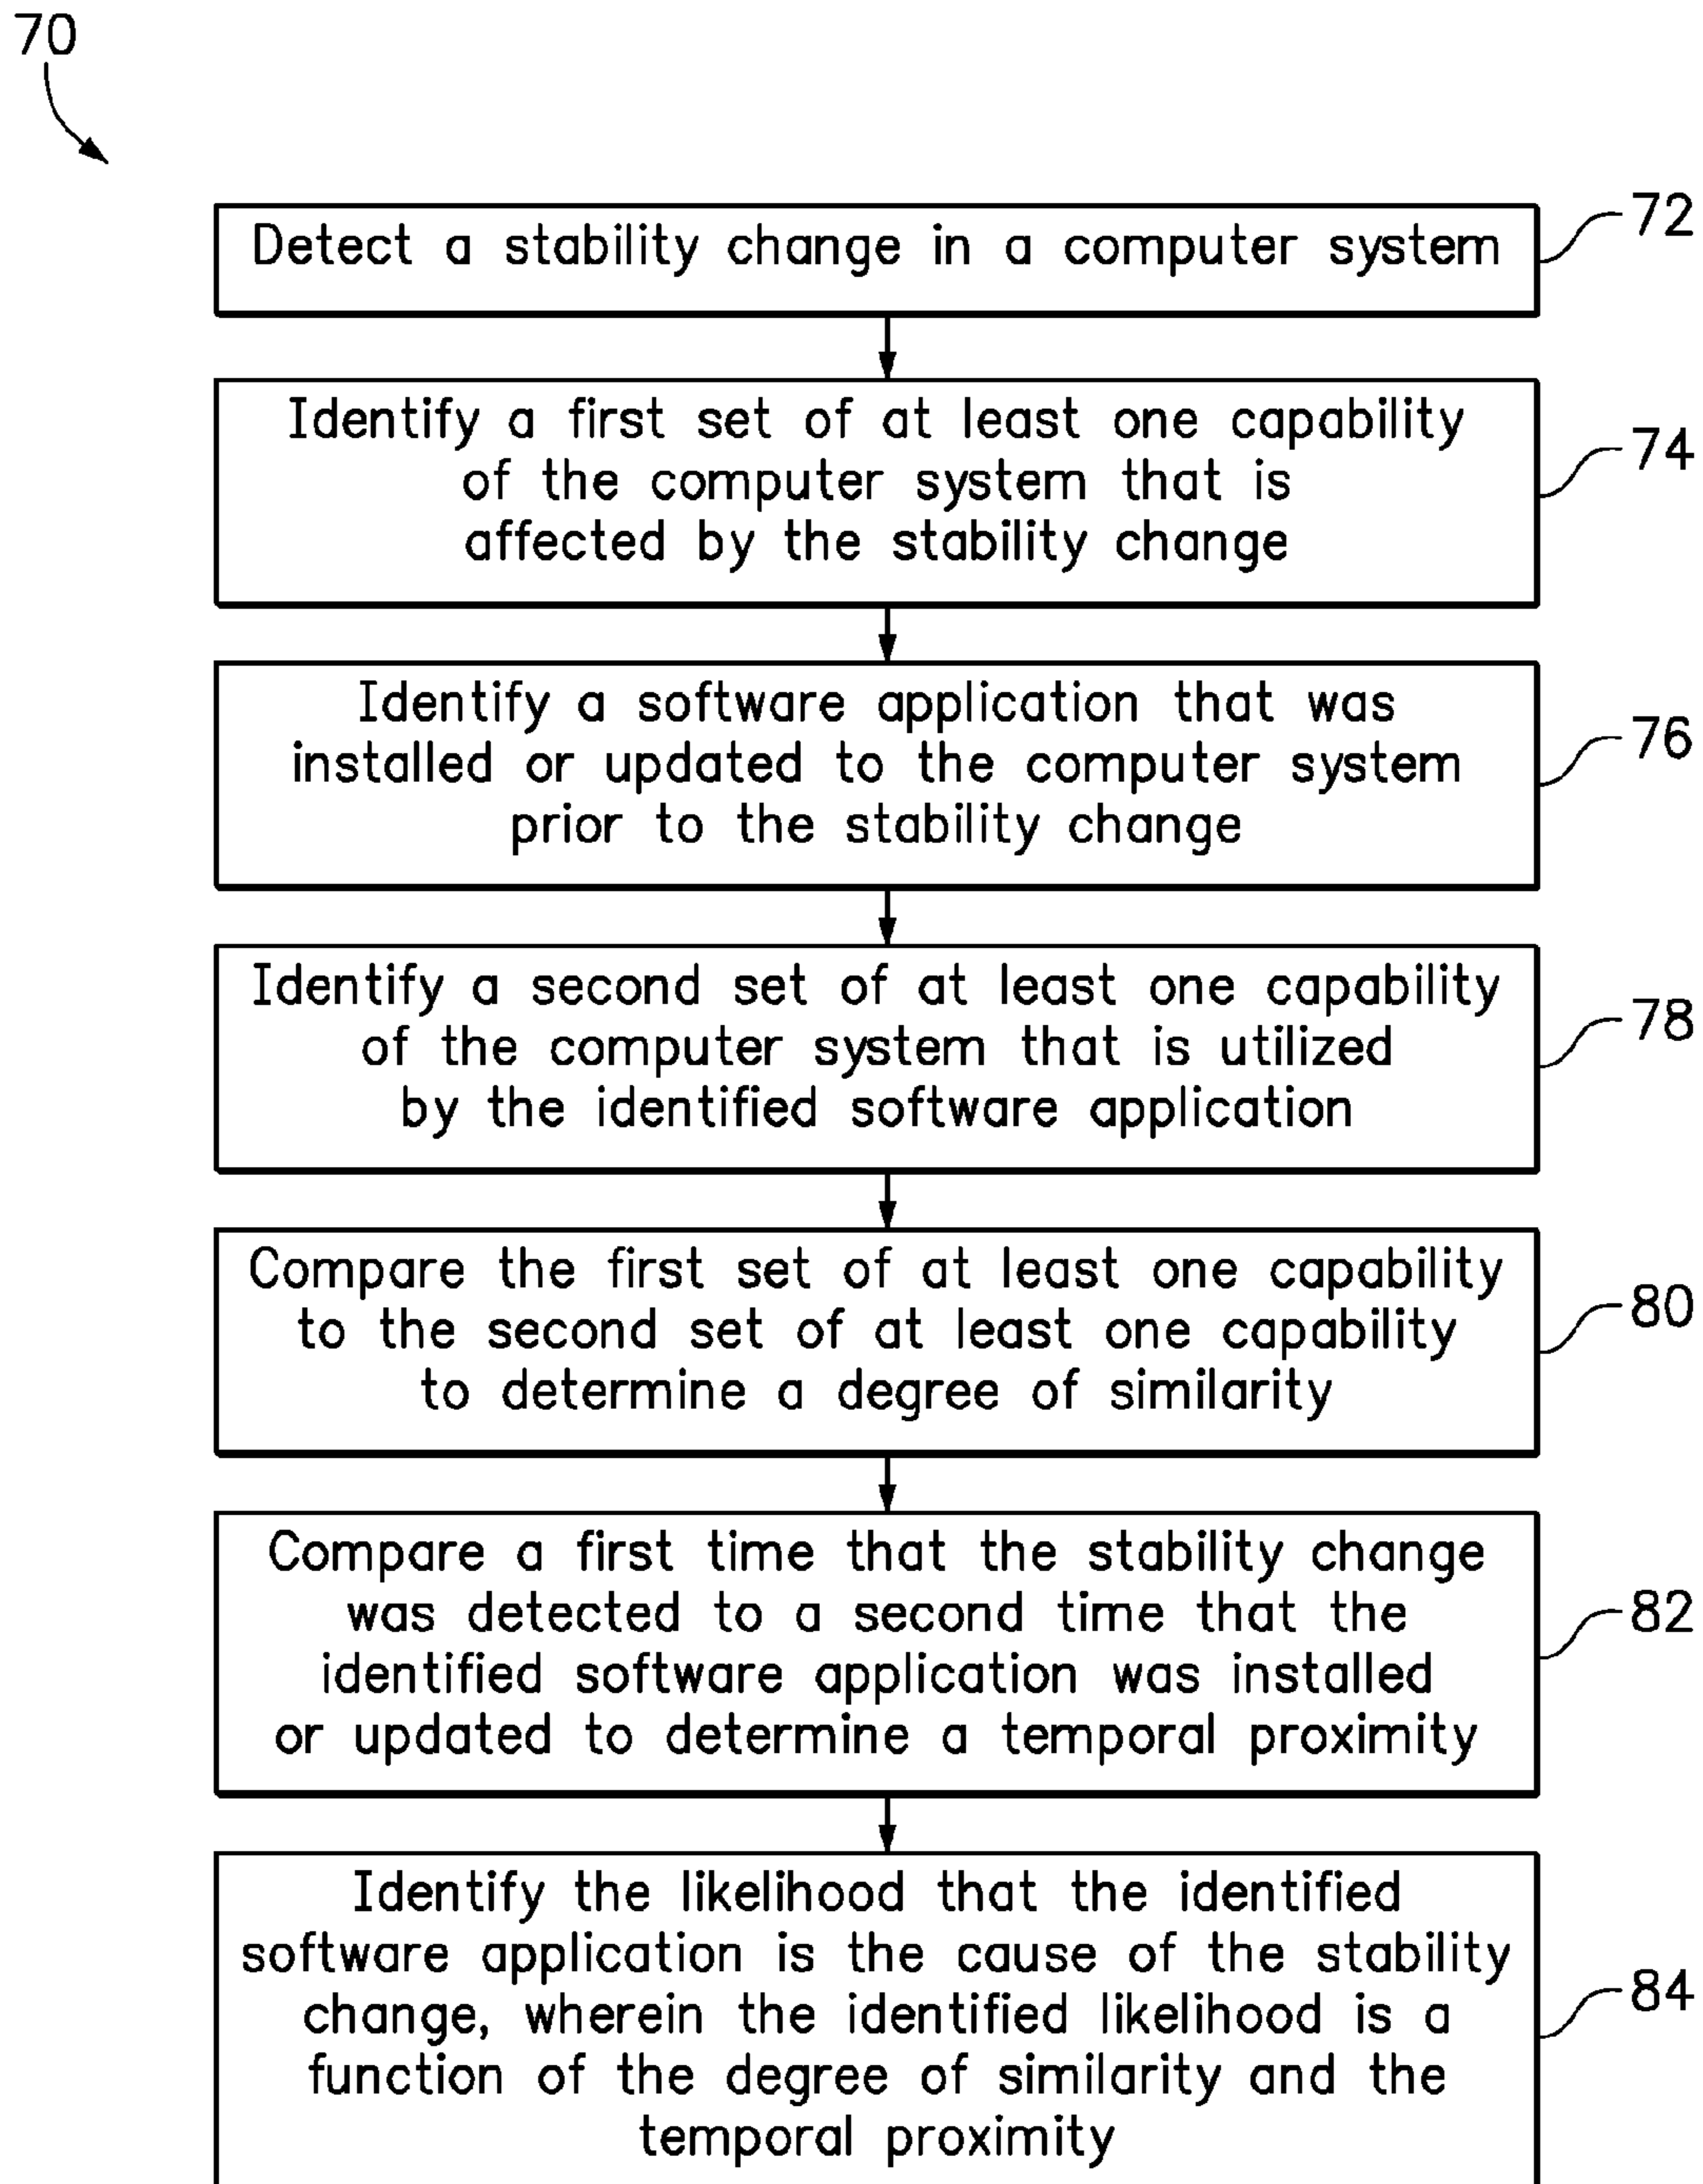 70
Detect a stability change in a computer system
72
Identify a first set of at least one capability
of the computer system that is
affected by the stability change
74
Identify a software application that was
installed or updated to the computer system
prior to the stability change
76
Identify a second set of at least one capability
of the computer system that is utilized
by the identified software application
78
Compare the first set of at least one capability
to the second set of at least one capability
to determine a degree of similarity
80
Compare a first time that the stability change
was detected to a second time that the
identified software application was installed
or updated to determine a temporal proximity
82
Identify the likelihood that the identified
software application is the cause of the stability
change, wherein the identified likelihood is a
function of the degree of similarity and the
temporal proximity
84